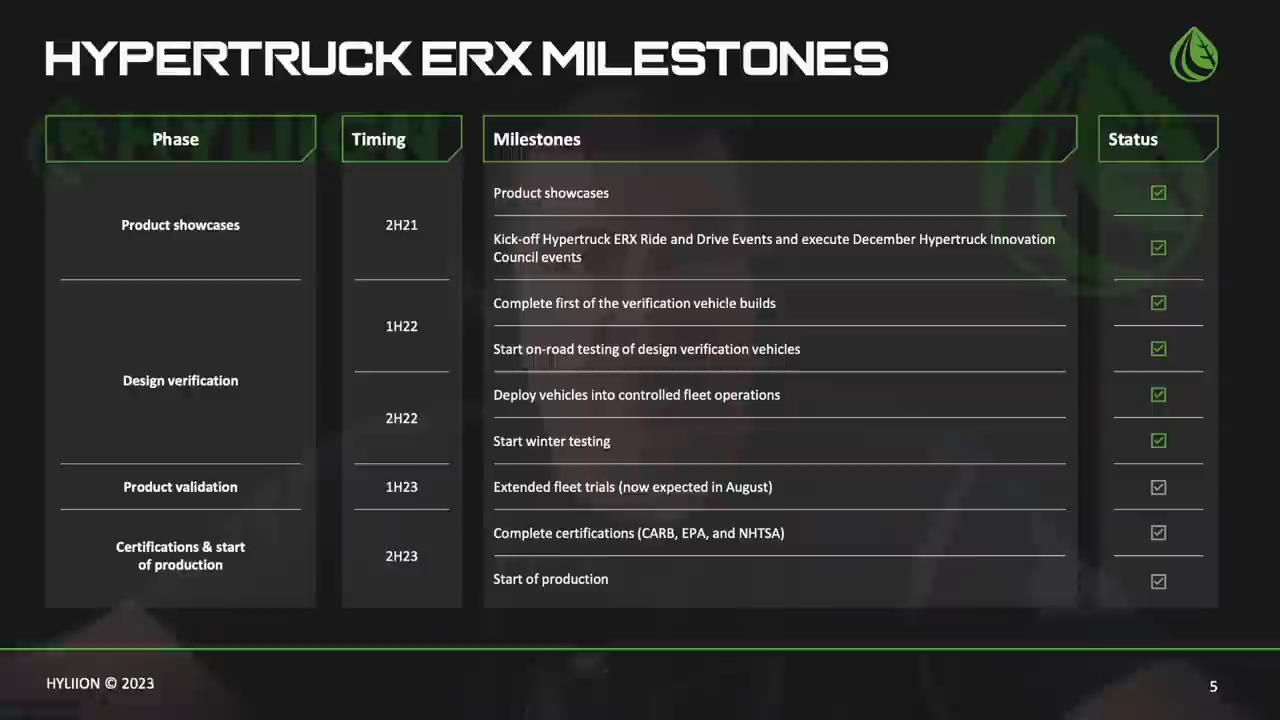 HYPERTRUCK ERX MILESTONES
HYLIION
Phase
Timing
Milestones
Status
Product showcases
2H21
Product showcases
Kick-off Hypertruck ERX Ride and Drive Events and execute December Hypertruck Innovation
Council events
Design verification
1H22
Complete first of the verification vehicle builds
Start on-road testing of design verification vehicles
2H22
Deploy vehicles into controlled fleet operations
Start winter testing
Product validation
1H23
Extended fleet trials (now expected in August)
Certifications & start
of production
2H23
Complete certifications (CARB, EPA, and NHTSA)
Start of production
HYLIION © 2023
5